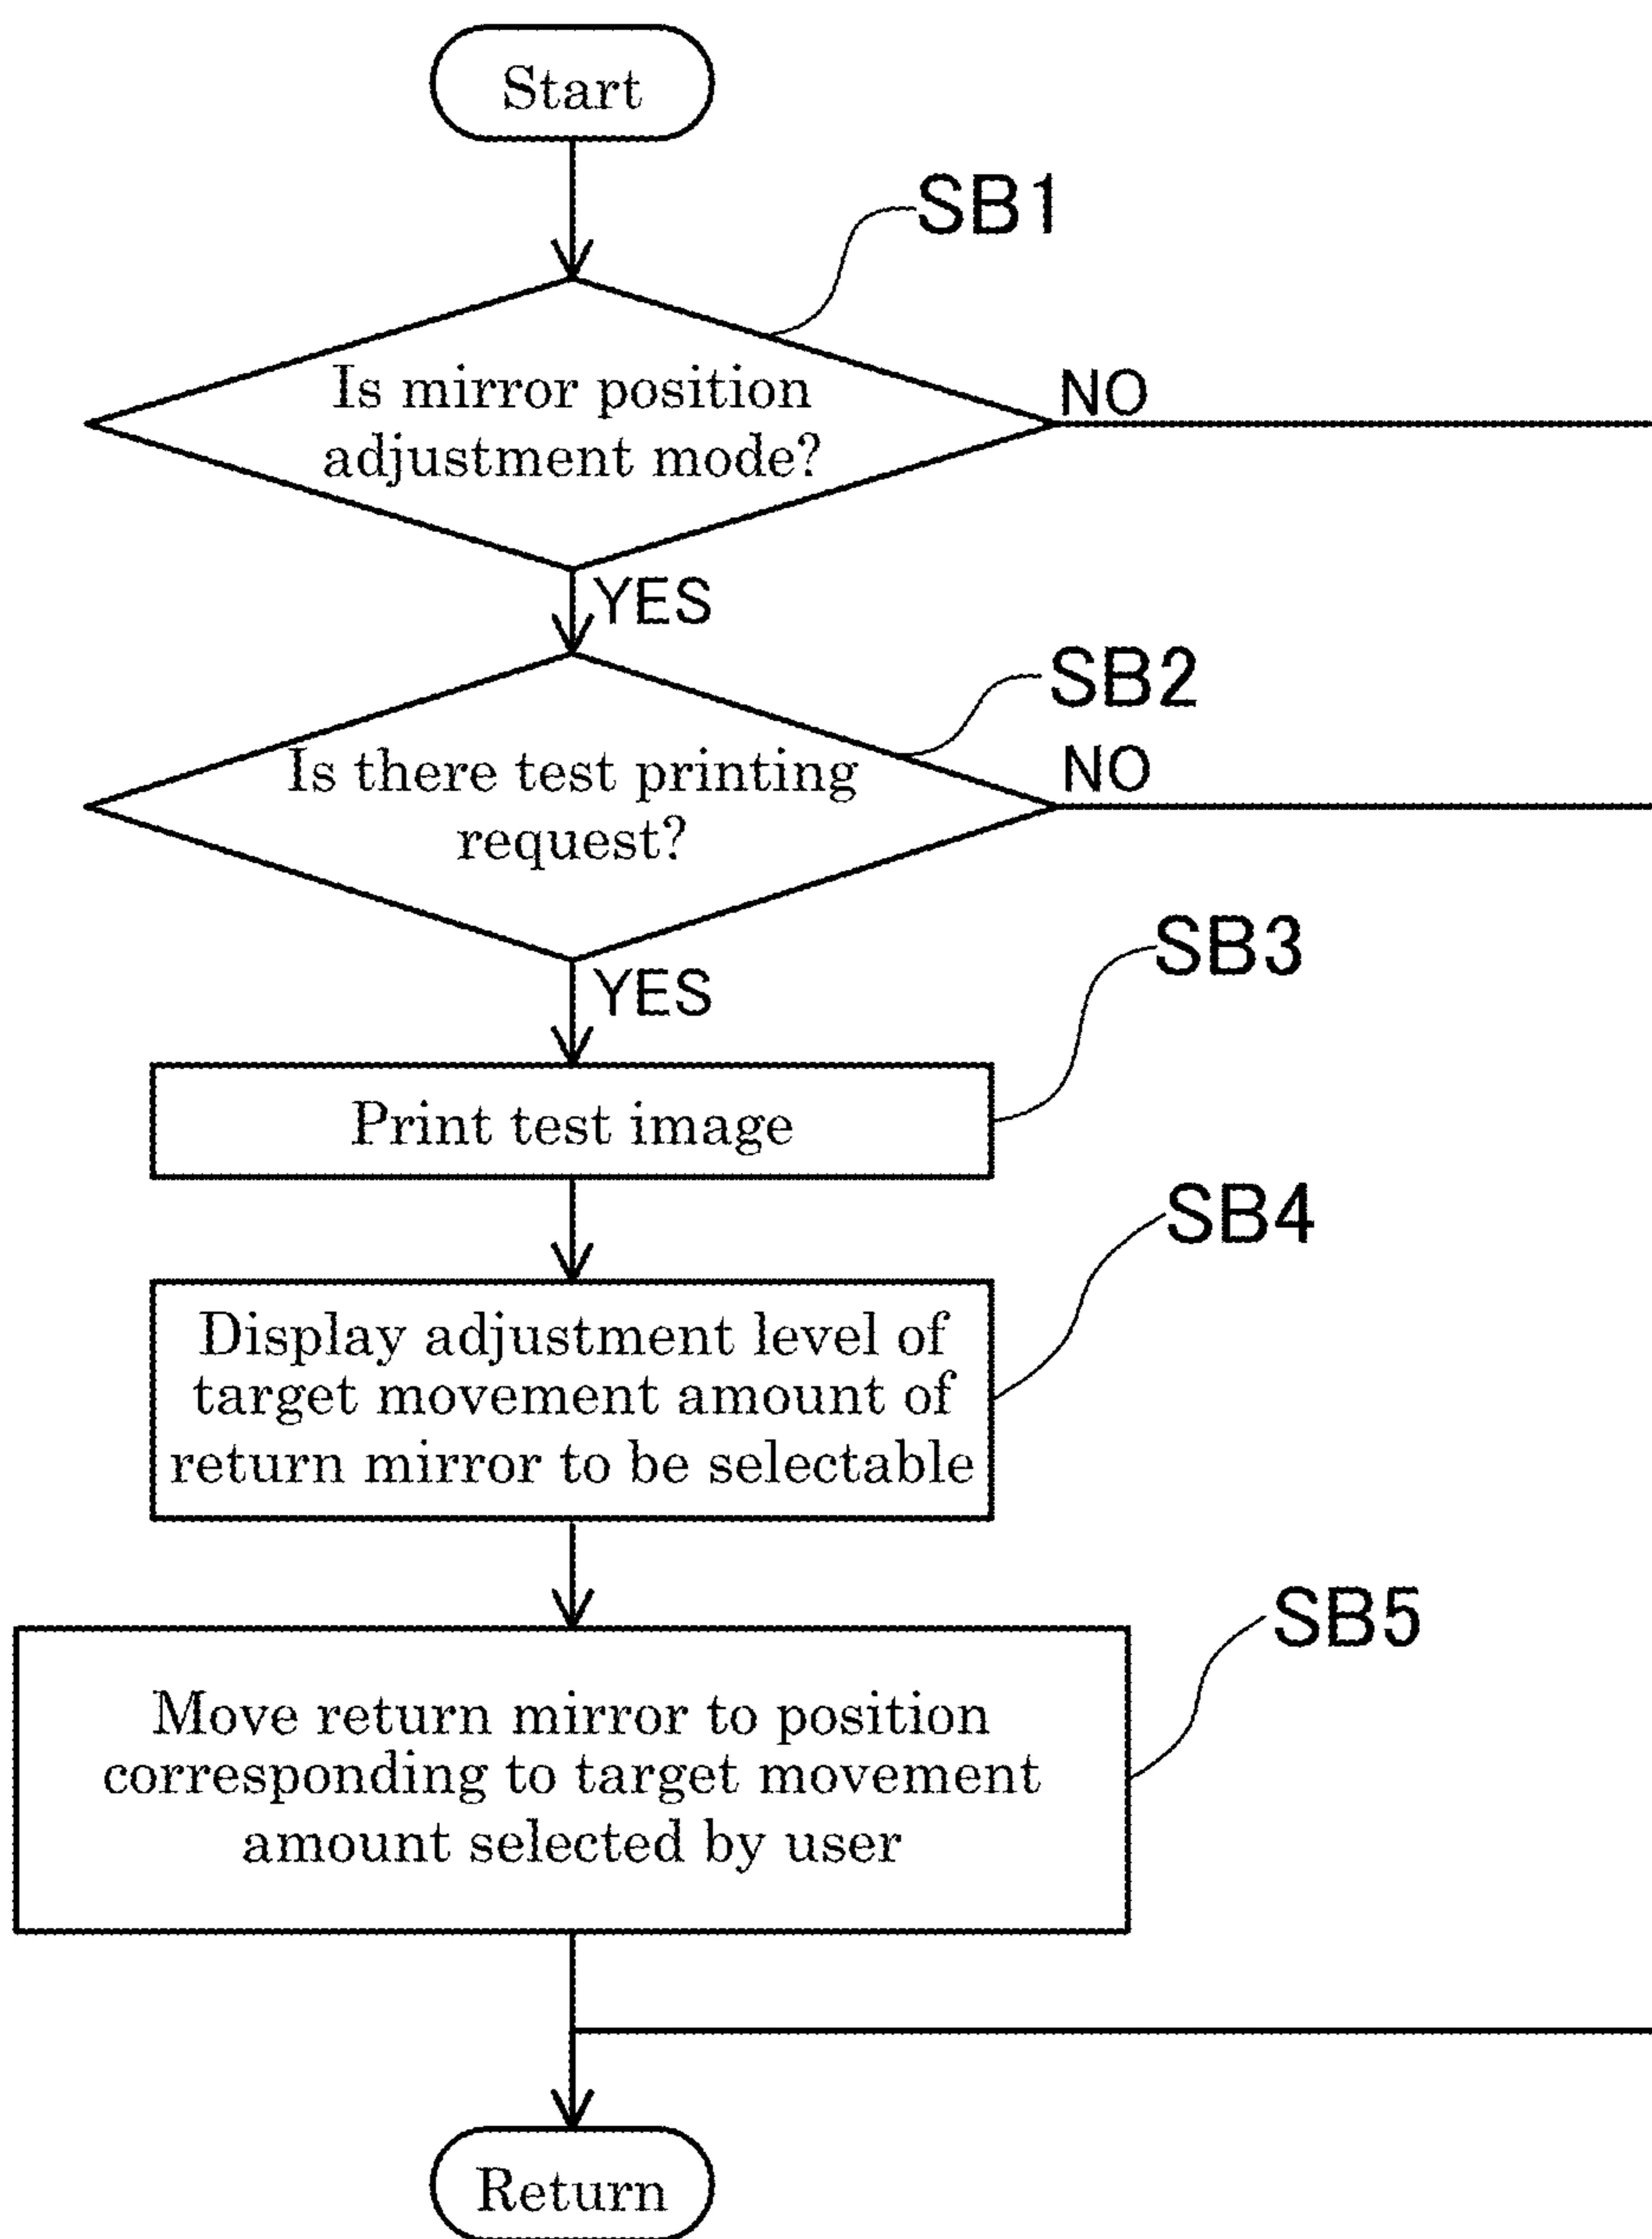 Start
SB1
Is mirror position
adjustment mode?
NO
YES
SB2
Is there test printing
request?
NO
YES
SB3
Print test image
SB4
Display adjustment level of
target movement amount of
return mirror to be selectable
SB5
Move return mirror to position
corresponding to target movement
amount selected by user
Return